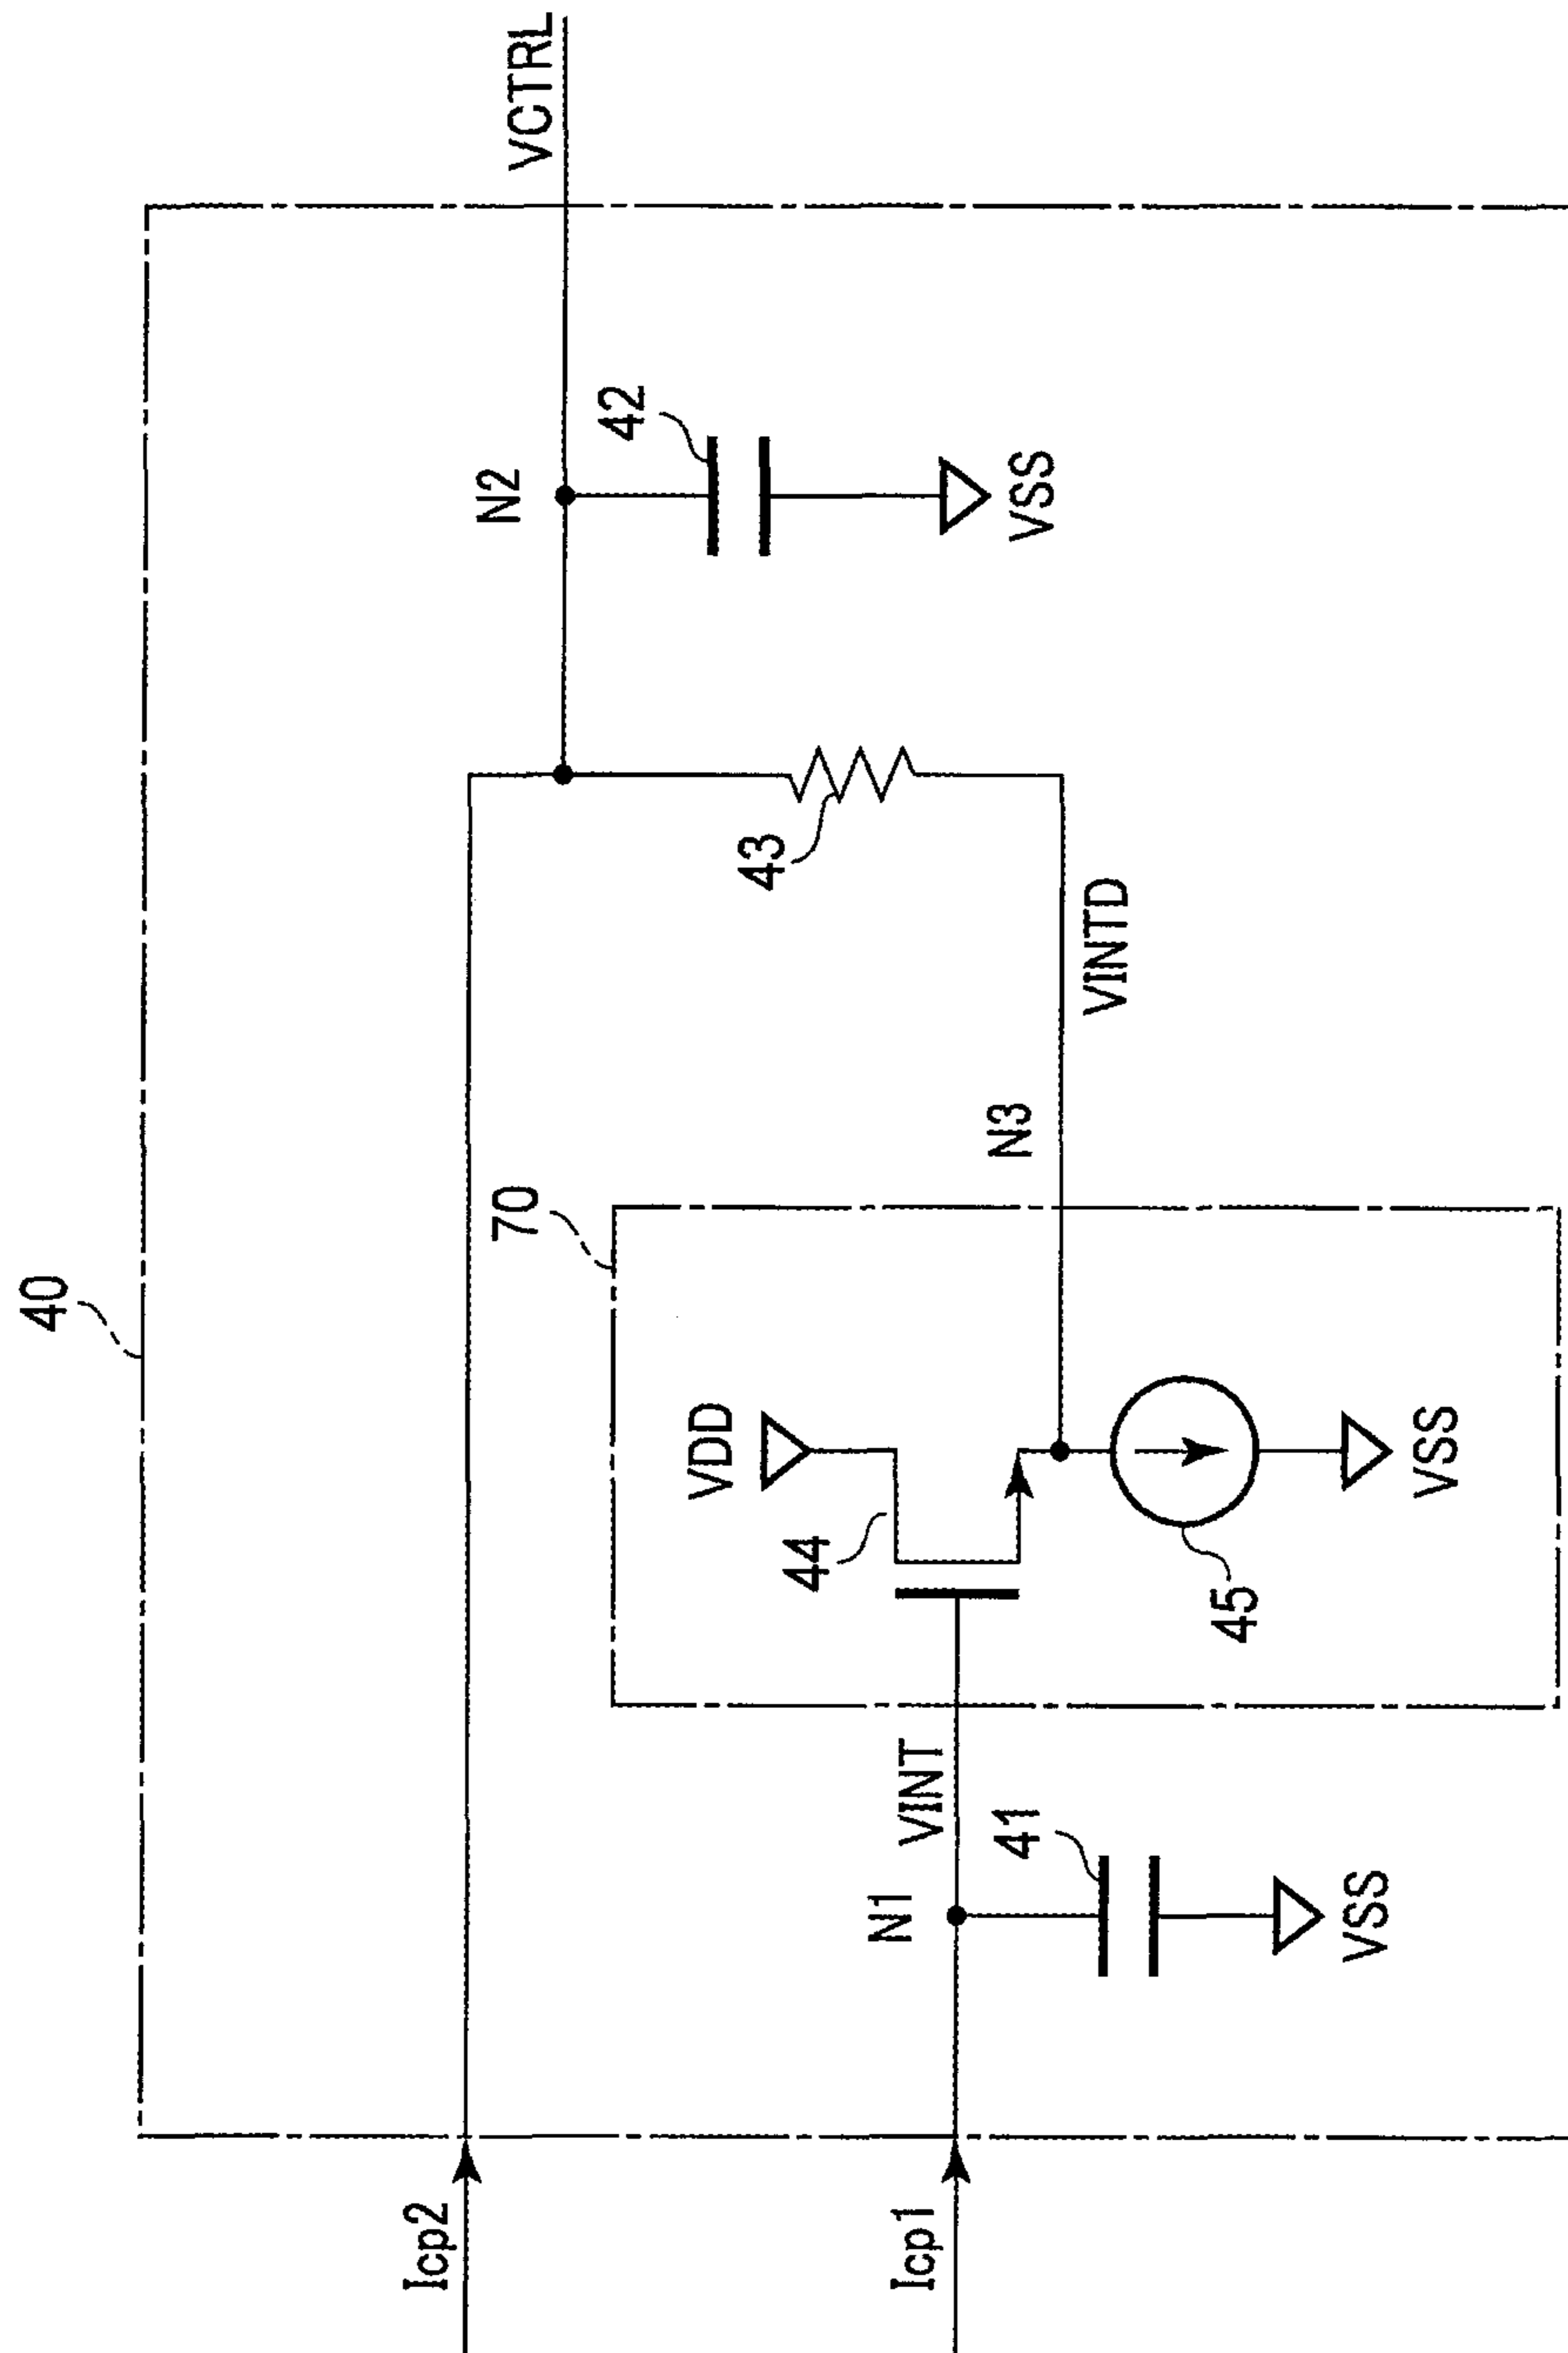 40
VCTRL
Icp2
N2
70
42
VDD
43
VSS
44
Icp1
VINT
N1
N3
41
VINTD
45
VSS
VSS